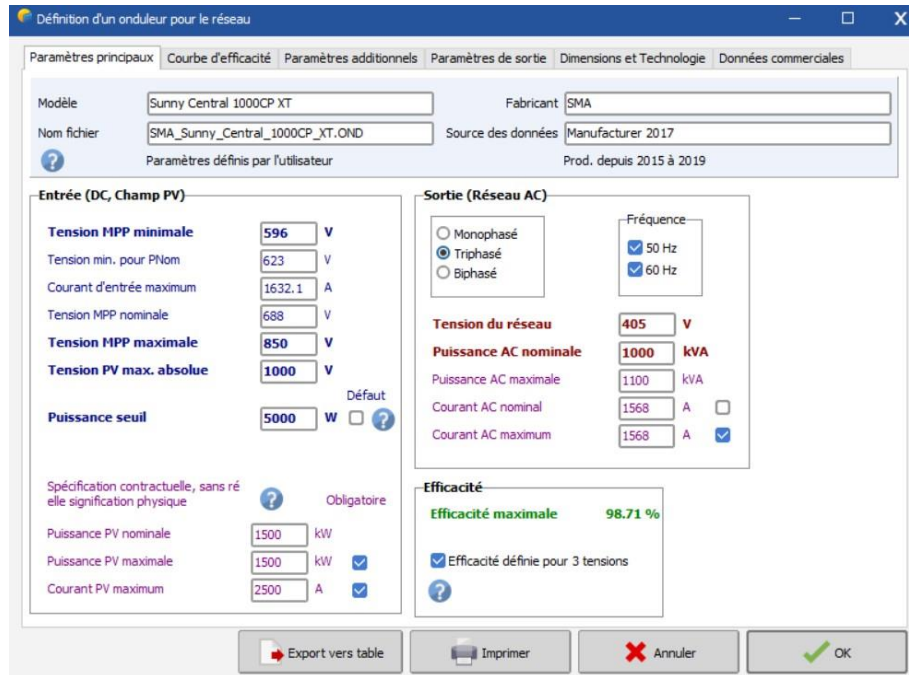 Définition d'un onduleur pour le réseau
Paramètres principaux Courbe d'efficacité Paramètres additionnels Paramètres de sortie Dimensions et Technologie Données commerciales
Modèle Sunny Central 1000CP XT Fabricant SMA
Nom fichier SMA_Sunny_Central_1000CP_XT.OND Source des données Manufacturer 2017
? Paramètres définis par l'utilisateur Prod. depuis 2015 à 2019
Entrée (DC, Champ PV)
Tension MPP minimale 596 V
Tension min. pour PNom 623 V
Courant d'entrée maximum 1632.1 A
Tension MPP nominale 688 V
Tension MPP maximale 850 V
Tension PV max. absolue 1000 V
Défaut
Puissance seuil 5000 W ?
Spécification contractuelle, sans ré
elle signification physique ? Obligatoire
Puissance PV nominale 1500 kW
Puissance PV maximale 1500 kW
Courant PV maximum 2500 A
Sortie (Réseau AC)
Monophasé
Triphasé
Biphasé
Fréquence
50 Hz
60 Hz
Tension du réseau 405 V
Puissance AC nominale 1000 kVA
Puissance AC maximale 1100 kVA
Courant AC nominal 1568 A
Courant AC maximum 1568 A
Efficacité
Efficacité maximale 98.71 %
Efficacité définie pour 3 tensions
?
Export vers table Imprimer Annuler OK